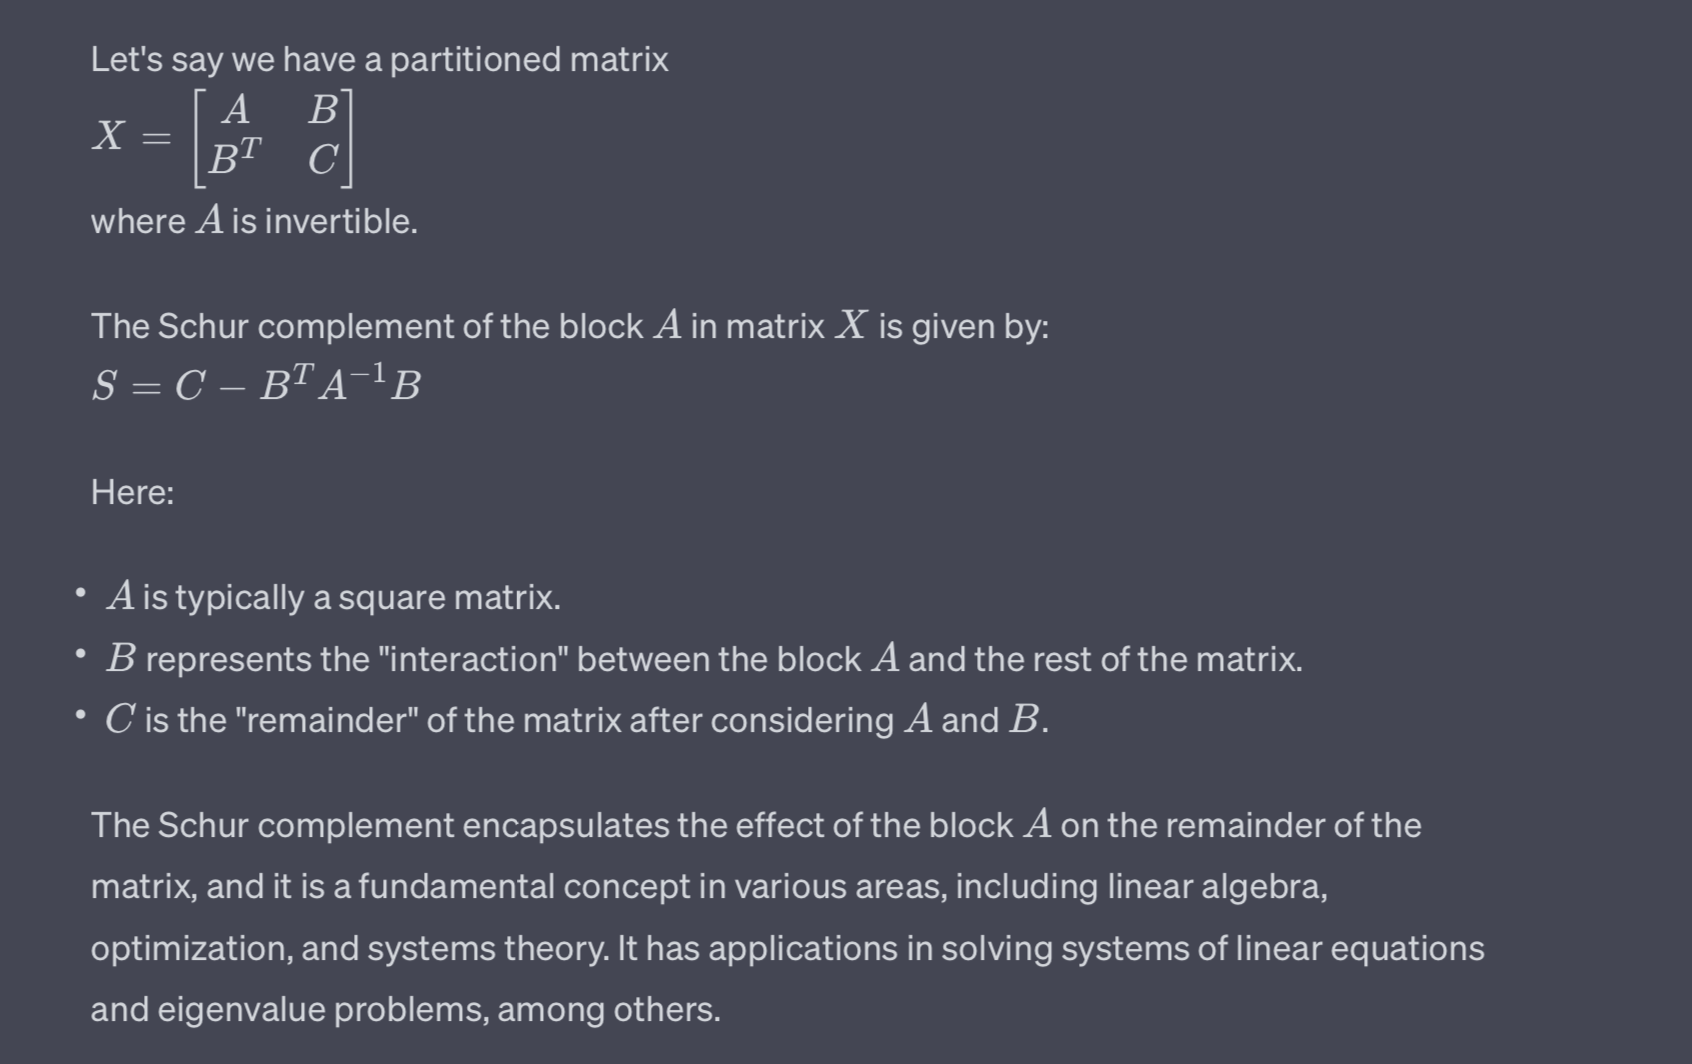 Let's say we have a partitioned matrix
X = [A B; B^T C]
where A is invertible.
The Schur complement of the block A in matrix X is given by:
S = C − B^T A^{−1} B
Here:
• A is typically a square matrix.
• B represents the "interaction" between the block A and the rest of the matrix.
• C is the "remainder" of the matrix after considering A and B.
The Schur complement encapsulates the effect of the block A on the remainder of the
matrix, and it is a fundamental concept in various areas, including linear algebra,
optimization, and systems theory. It has applications in solving systems of linear equations
and eigenvalue problems, among others.